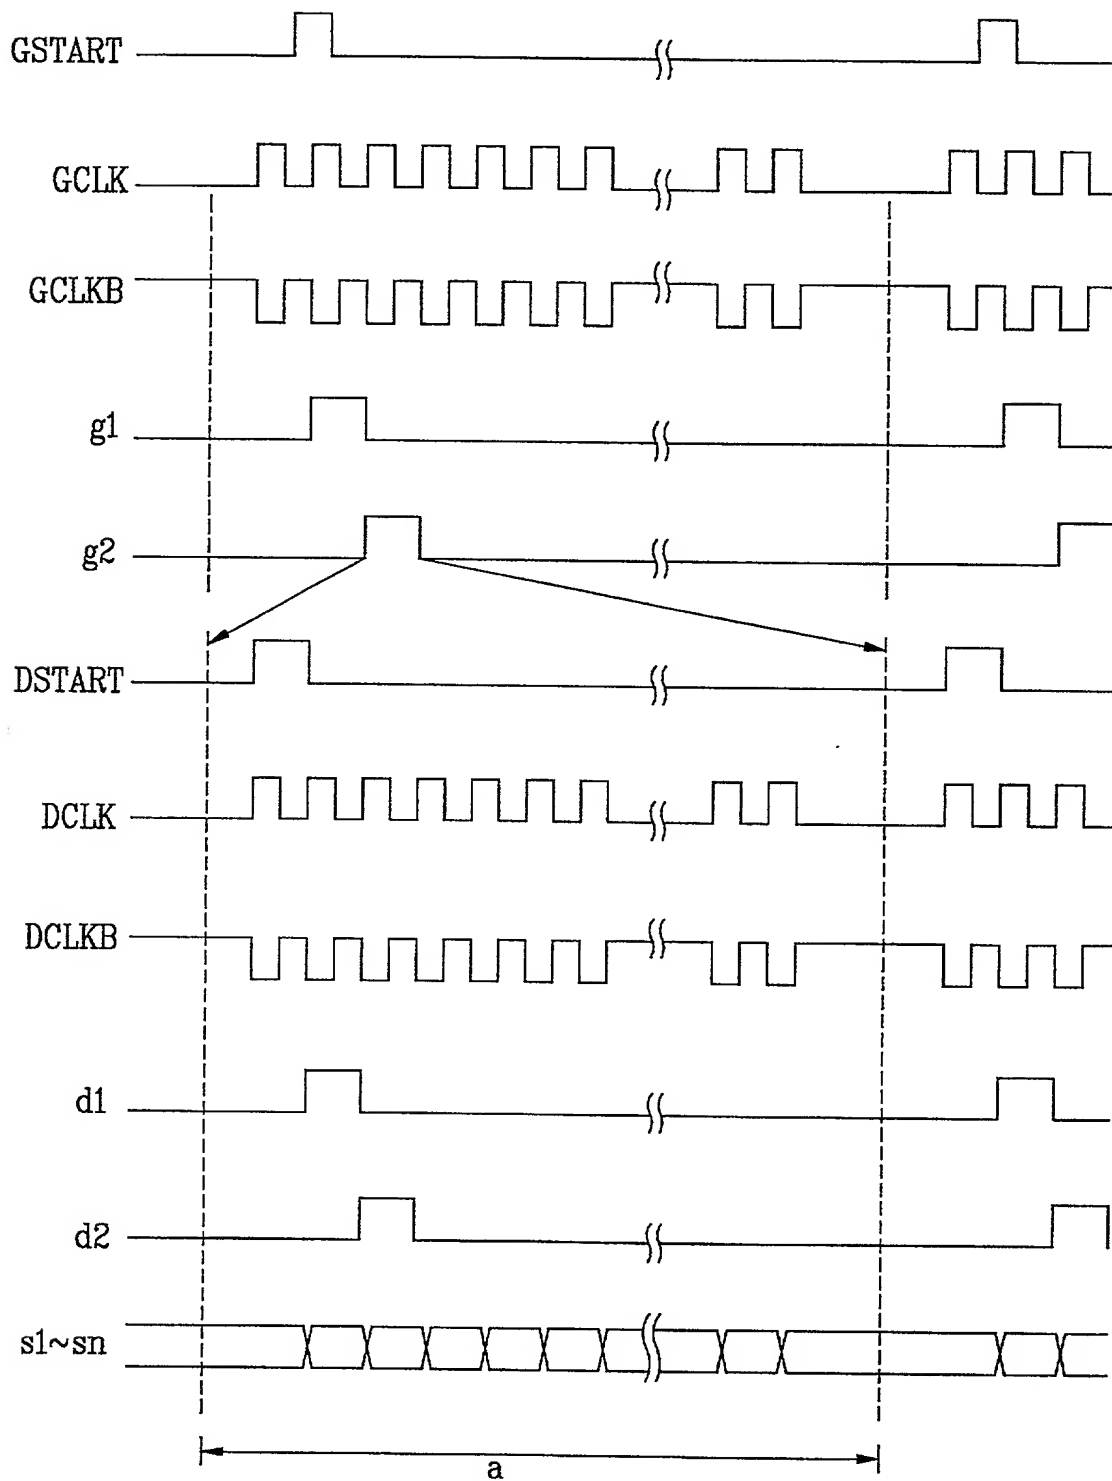 GSTART
GCLK
GCLKB
g1
g2
DSTART
DCLK
DCLKB
d1
d2
s1~sn
a